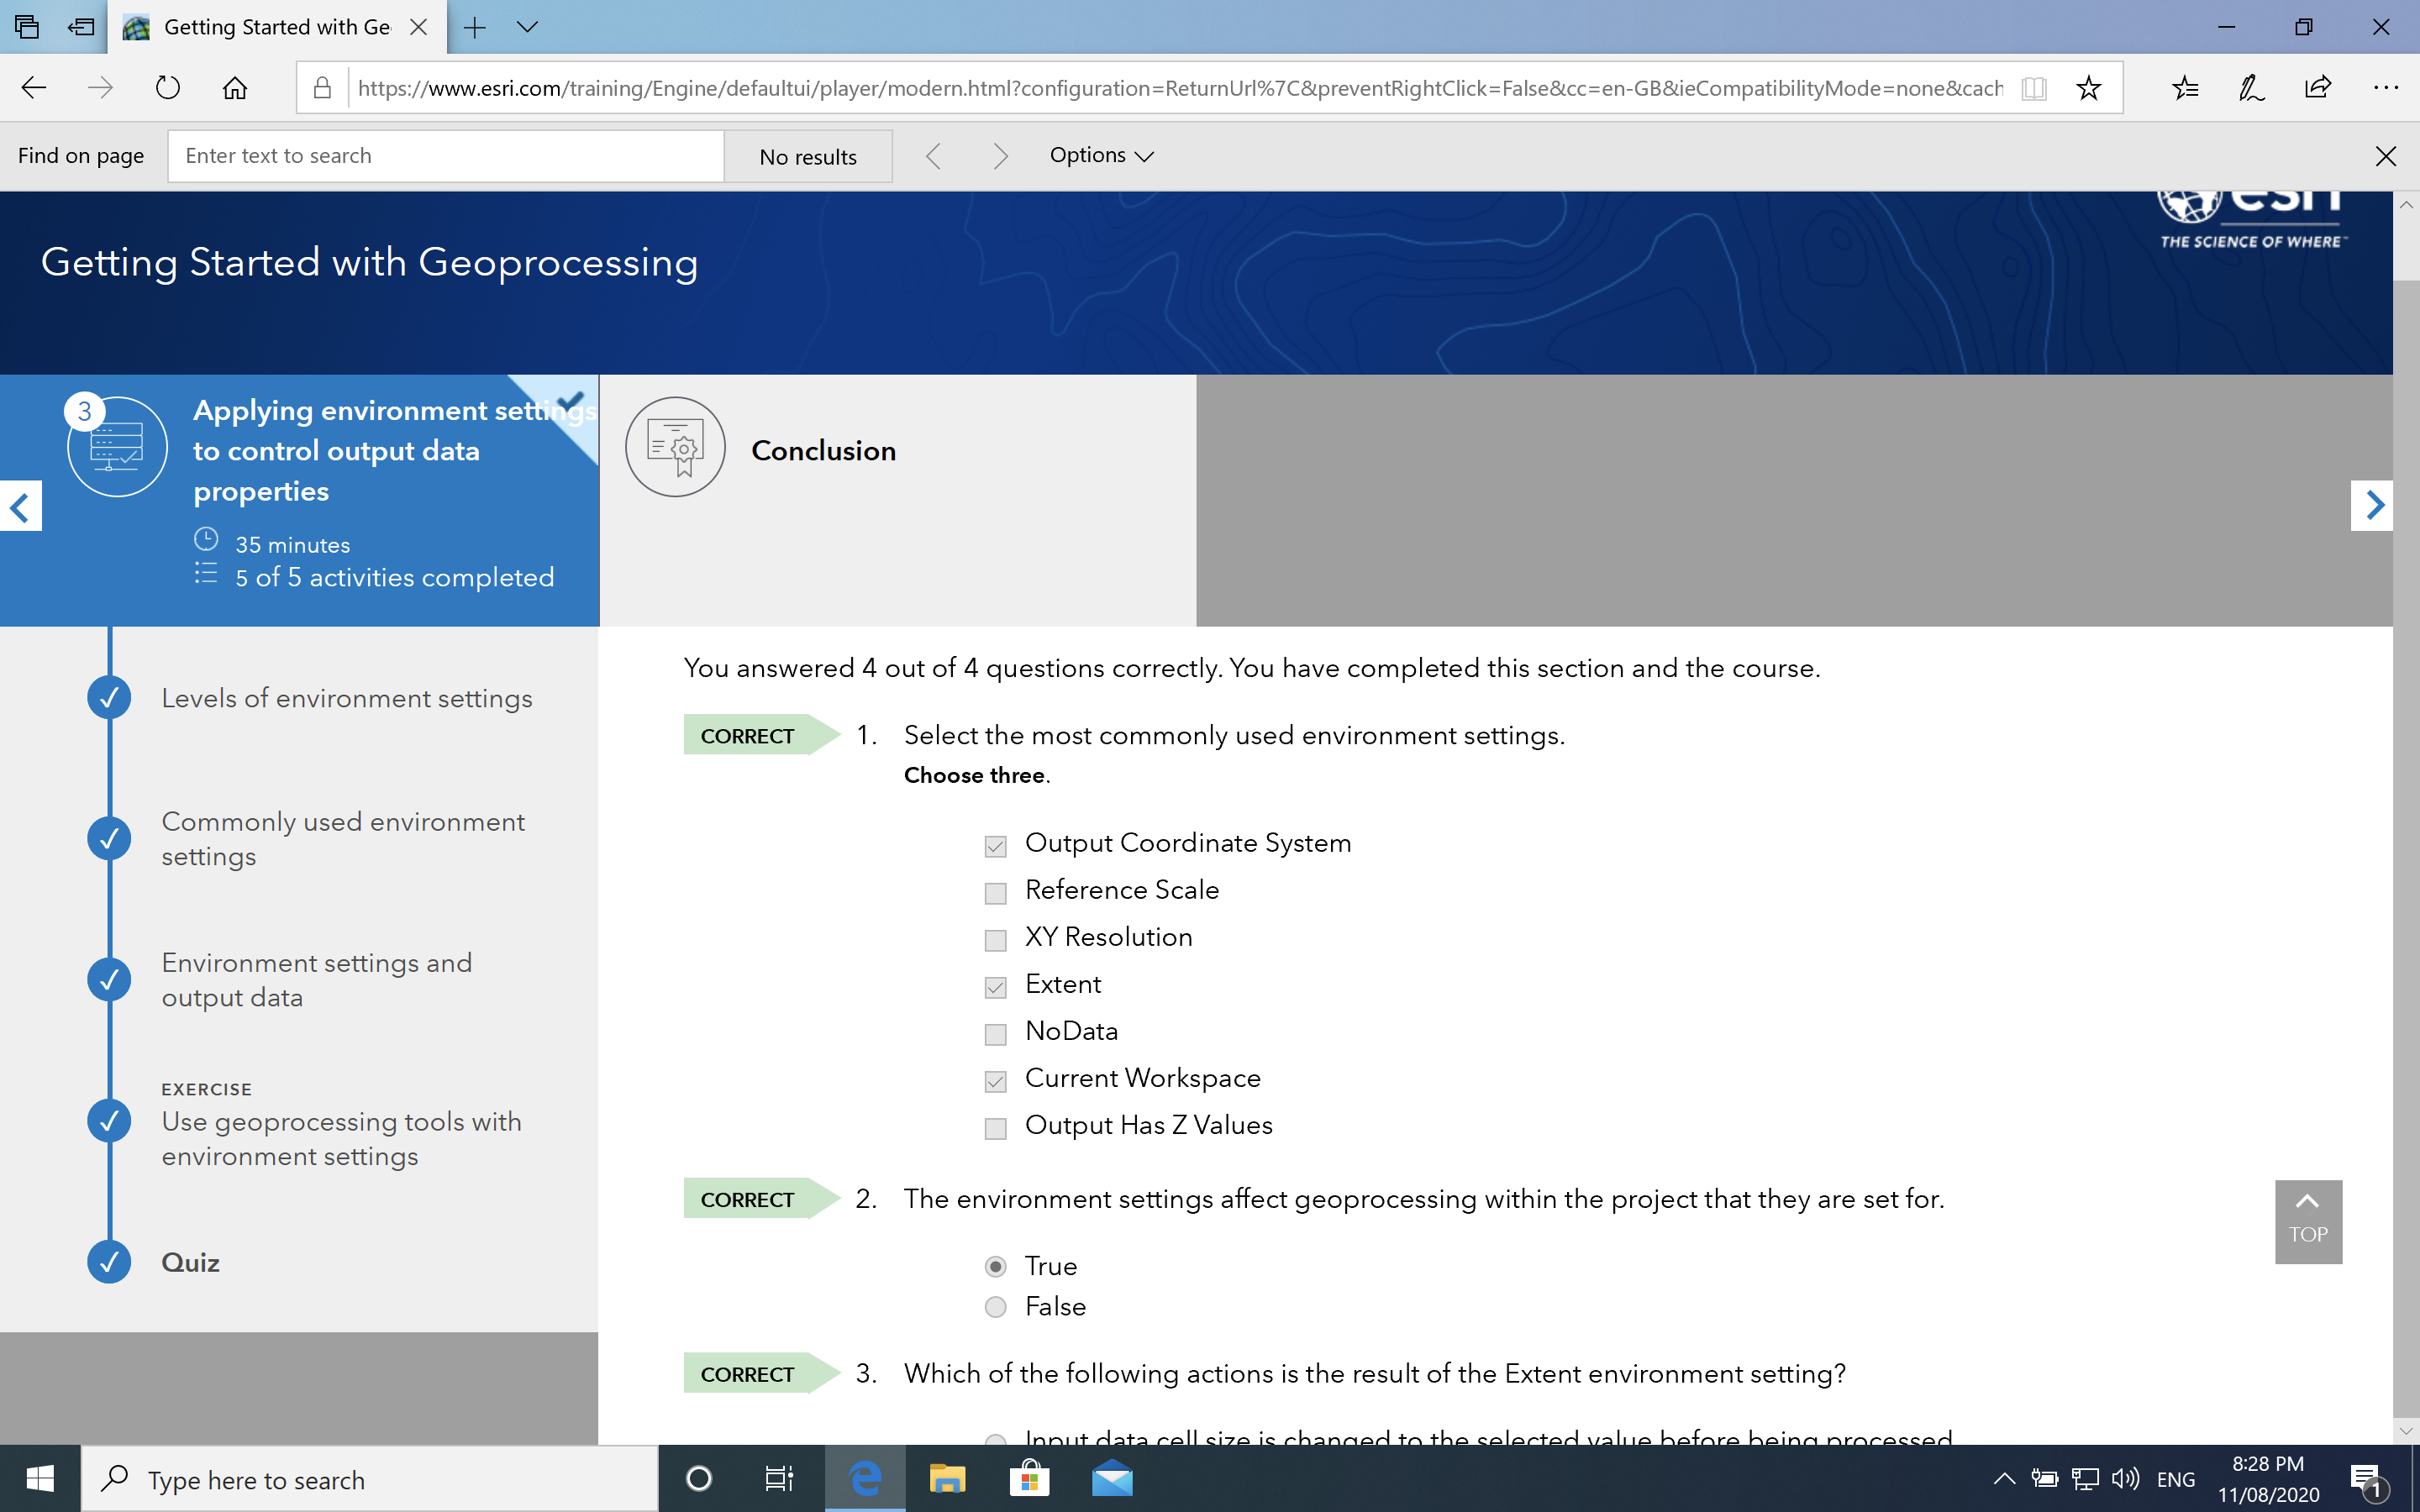 Getting Started with Ge
https://www.esri.com/training/Engine/defaultui/player/modern.html?configuration=ReturnUrl%7C&preventRightClick=False&cc=en-GB&ieCompatibilityMode=none&cach
Find on page
Enter text to search
No results
Options
esri
THE SCIENCE OF WHERE
Getting Started with Geoprocessing
3
Applying environment settings
to control output data
properties
35 minutes
5 of 5 activities completed
Conclusion
Levels of environment settings
Commonly used environment
settings
Environment settings and
output data
EXERCISE
Use geoprocessing tools with
environment settings
Quiz
You answered 4 out of 4 questions correctly. You have completed this section and the course.
CORRECT 1. Select the most commonly used environment settings.
Choose three.
Output Coordinate System
Reference Scale
XY Resolution
Extent
NoData
Current Workspace
Output Has Z Values
CORRECT 2. The environment settings affect geoprocessing within the project that they are set for.
True
False
CORRECT 3. Which of the following actions is the result of the Extent environment setting?
Input data cell size is changed to the selected value before being processed
TOP
Type here to search
ENG
8:28 PM
11/08/2020
1